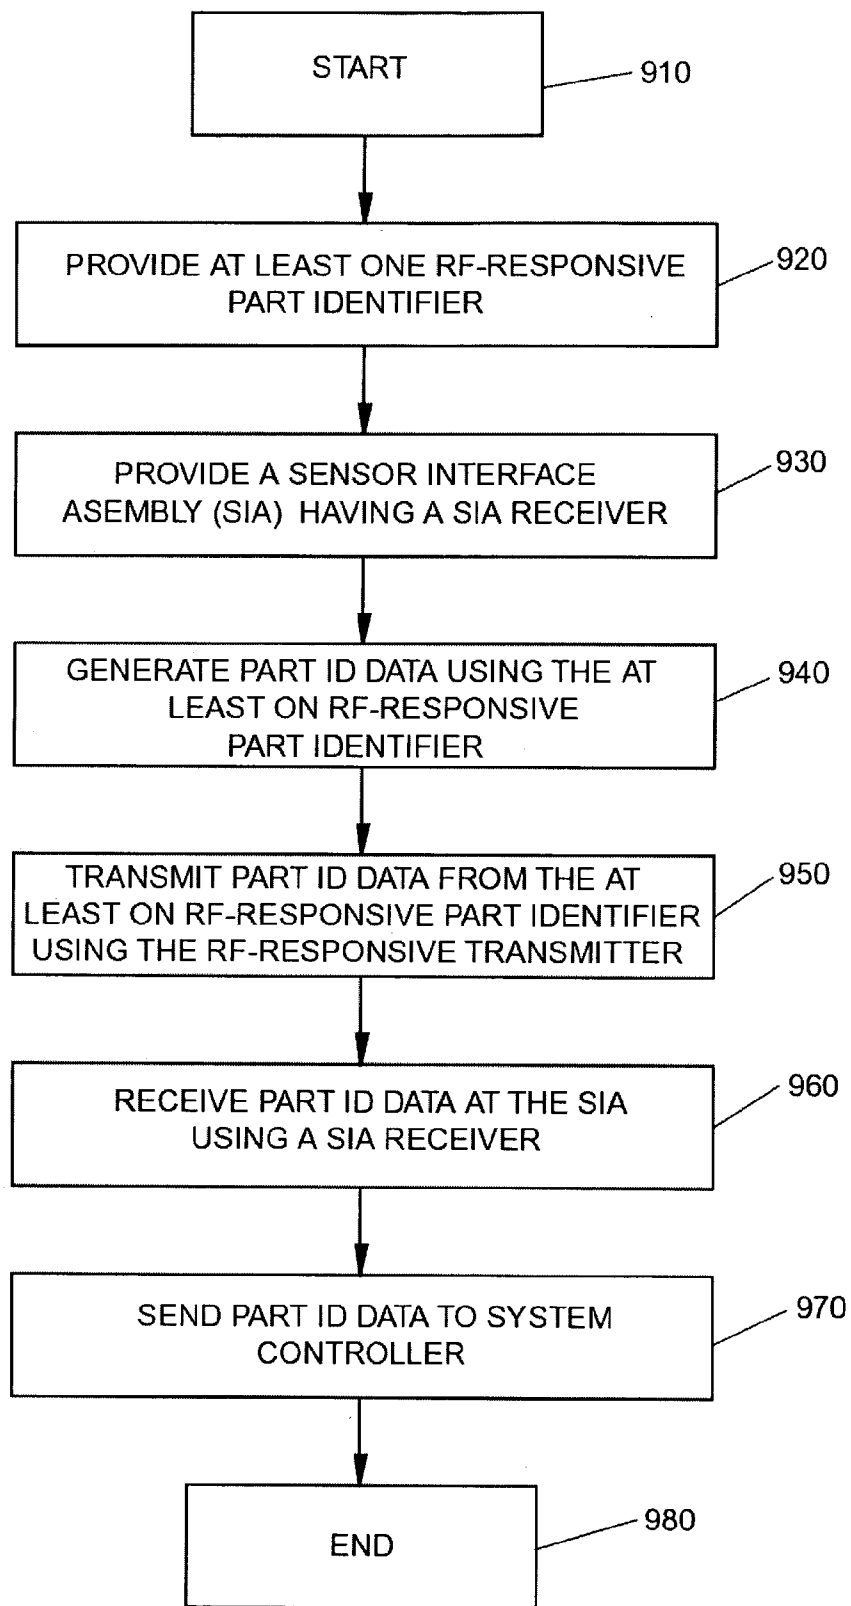 START
910
PROVIDE AT LEAST ONE RF-RESPONSIVE
PART IDENTIFIER
920
PROVIDE A SENSOR INTERFACE
ASEMBLY (SIA) HAVING A SIA RECEIVER
930
GENERATE PART ID DATA USING THE AT
LEAST ON RF-RESPONSIVE
PART IDENTIFIER
940
TRANSMIT PART ID DATA FROM THE AT
LEAST ON RF-RESPONSIVE PART IDENTIFIER
USING THE RF-RESPONSIVE TRANSMITTER
950
RECEIVE PART ID DATA AT THE SIA
USING A SIA RECEIVER
960
SEND PART ID DATA TO SYSTEM
CONTROLLER
970
END
980